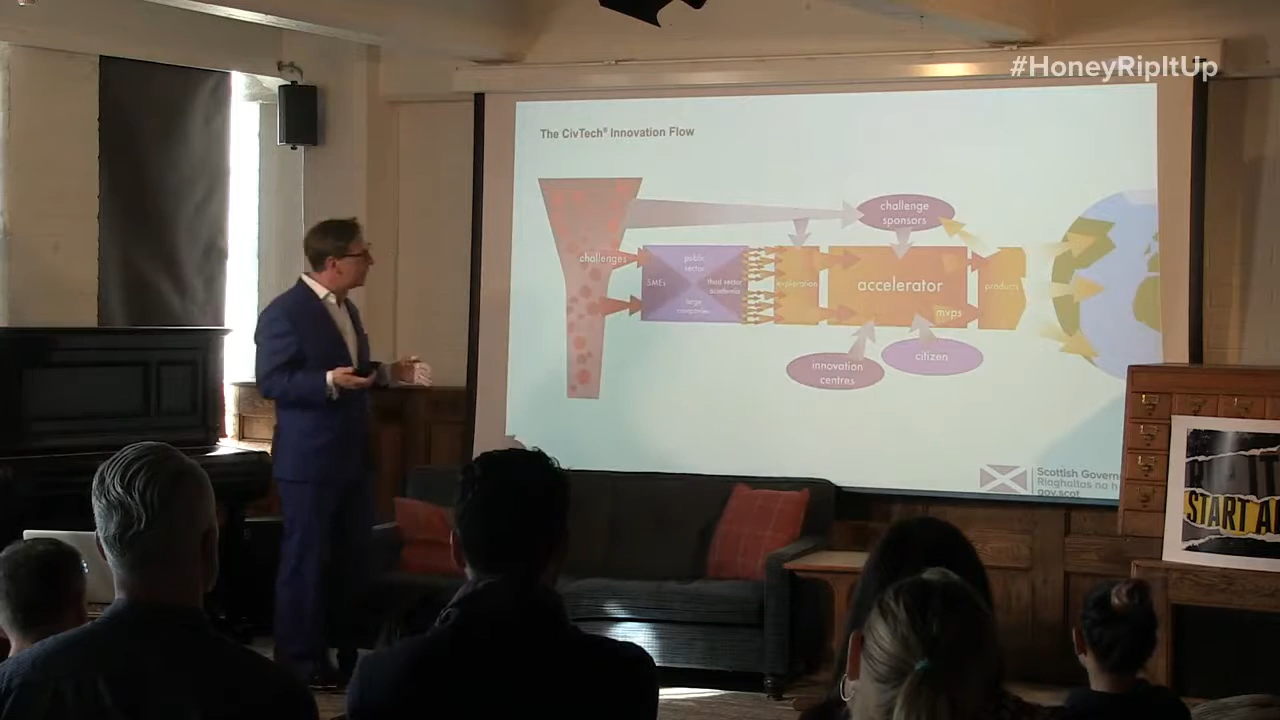 #HoneyRipItUp
The CivTech® Innovation Flow
challenge
sponsors
challenges
public
sector
SMEs
third sector
academia
large
companies
exploration
accelerator
products
mvps
innovation
centres
citizen
Scottish Govern
Riaghaltas na h
gov.scot
START A